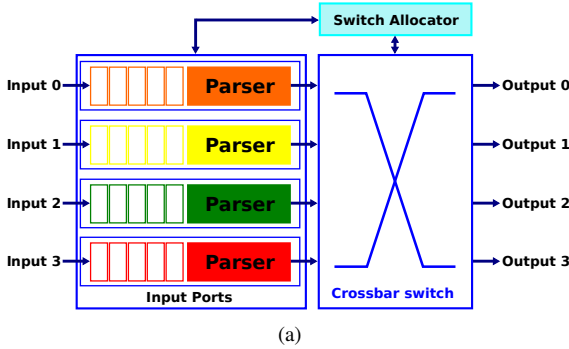 Switch Allocator
Input 0
Parser
Output 0
Input 1
Parser
Output 1
Input 2
Parser
Output 2
Input 3
Parser
Output 3
Input Ports
Crossbar switch
(a)